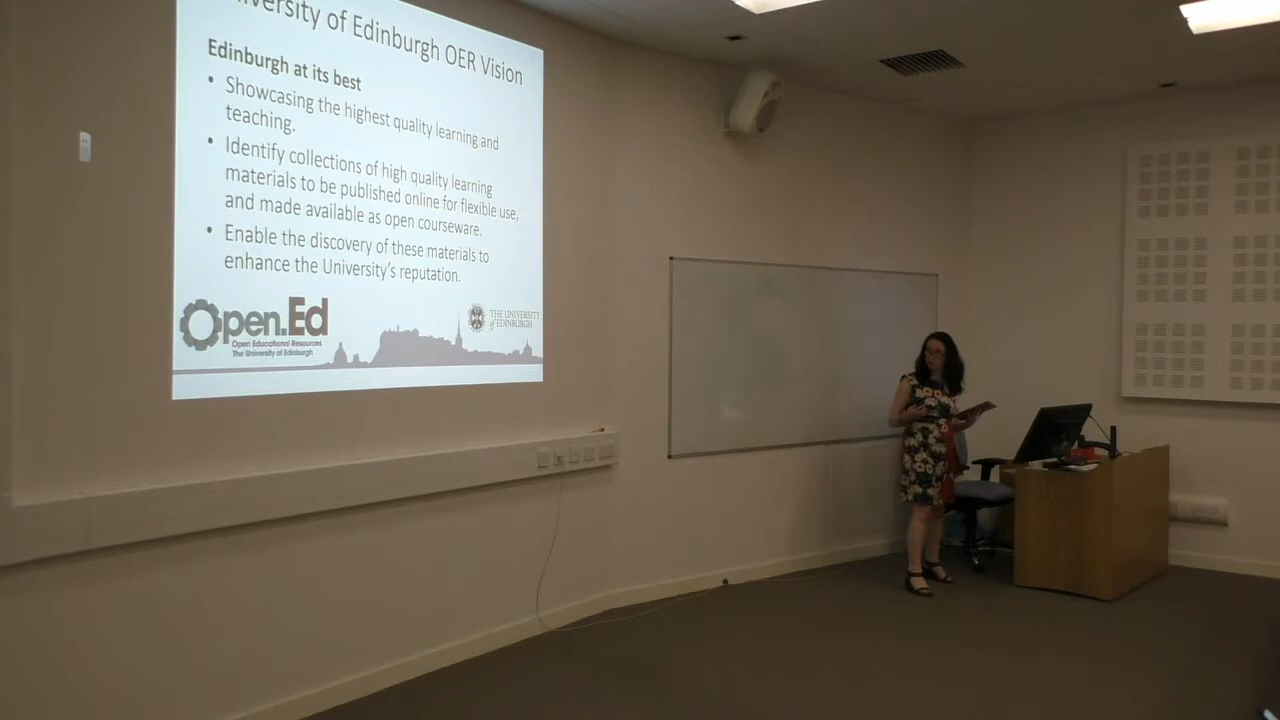 University of Edinburgh OER Vision
Edinburgh at its best
• Showcasing the highest quality learning and
teaching.
• Identify collections of high quality learning
materials to be published online for flexible use,
and made available as open courseware.
• Enable the discovery of these materials to
enhance the University's reputation.
Open.Ed
Open Educational Resources
The University of Edinburgh
THE UNIVERSITY
of EDINBURGH